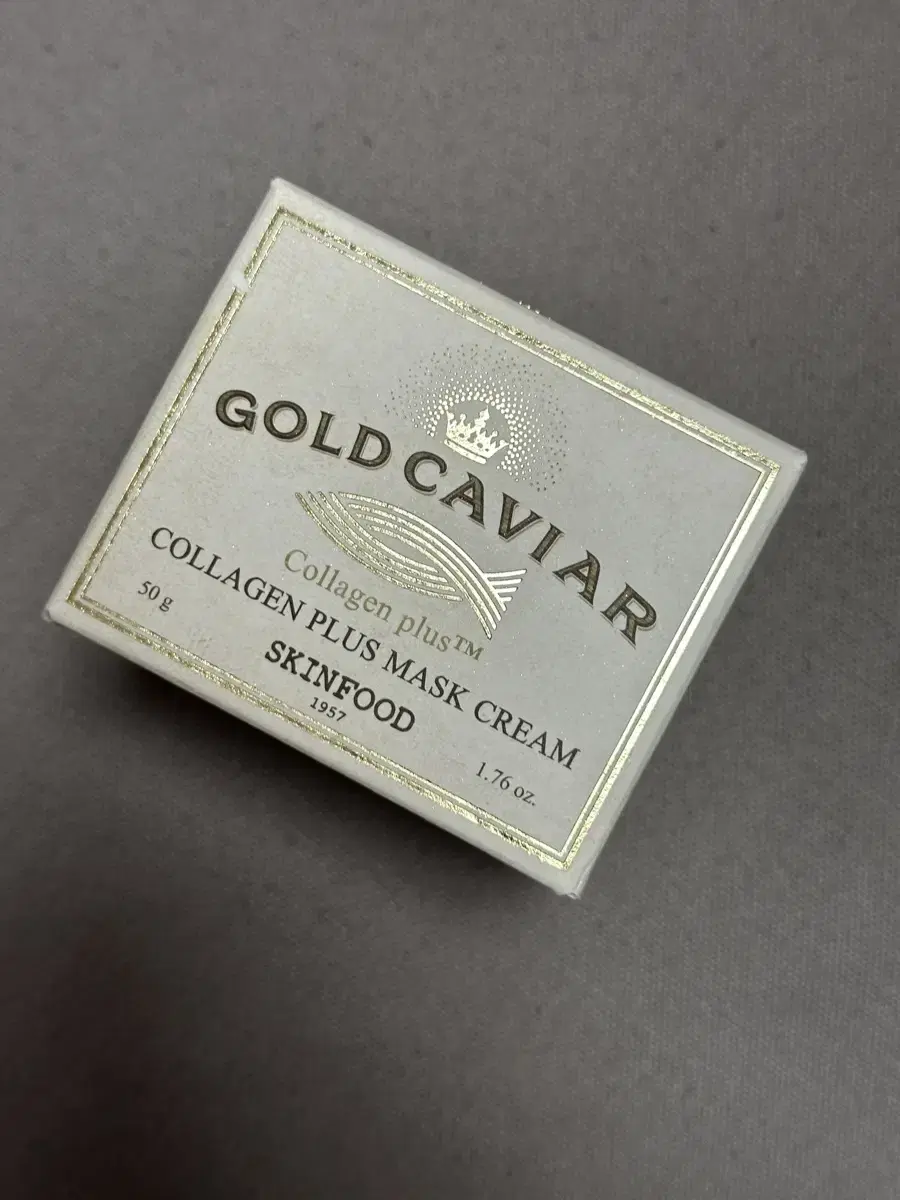 GOLD CAVIAR
Collagen plus™
COLLAGEN PLUS MASK CREAM
50 g
1.76 oz.
SKINFOOD
1957